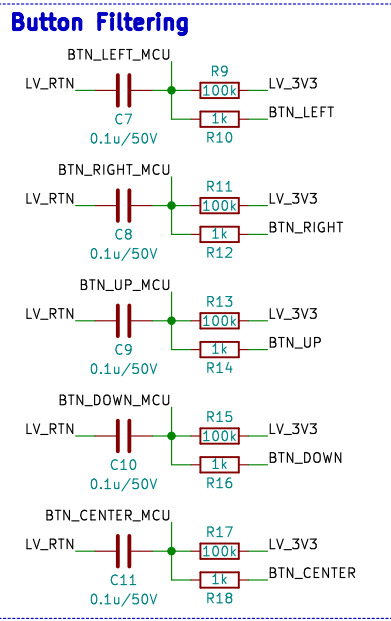 Button Filtering
BTN_LEFT_MCU
R9
LV_RTN 100k LV_3V3
1k BTN_LEFT
C7 R10
0.1u/50V
BTN_RIGHT_MCU
R11
LV_RTN 100k LV_3V3
1k BTN_RIGHT
C8 R12
0.1u/50V
BTN_UP_MCU
R13
LV_RTN 100k LV_3V3
1k BTN_UP
C9 R14
0.1u/50V
BTN_DOWN_MCU
R15
LV_RTN 100k LV_3V3
1k BTN_DOWN
C10 R16
0.1u/50V
BTN_CENTER_MCU
R17
LV_RTN 100k LV_3V3
1k BTN_CENTER
C11 R18
0.1u/50V